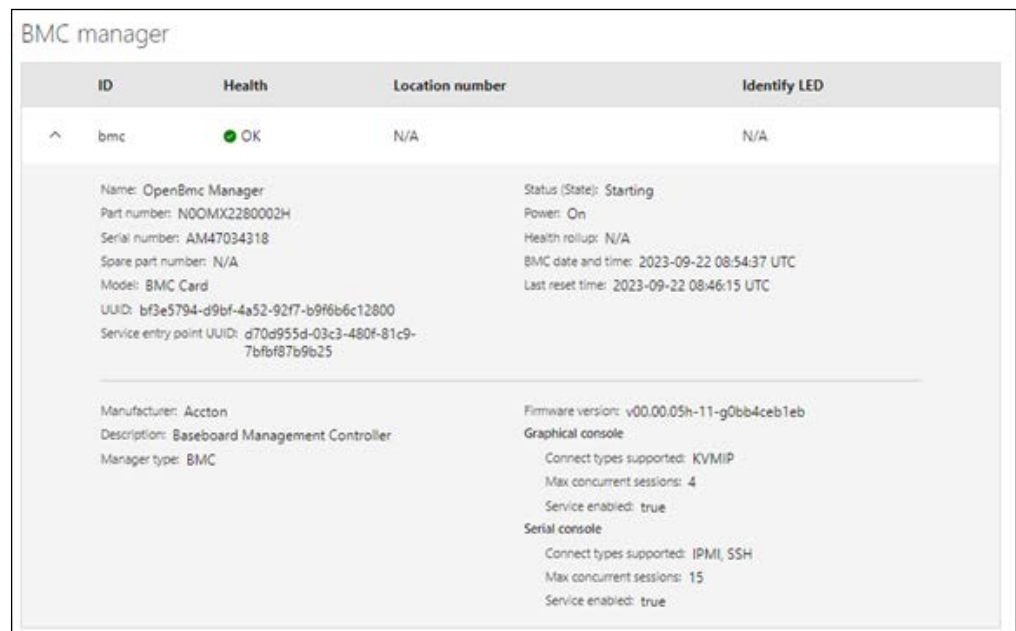 BMC manager
ID Health Location number Identify LED
bmc OK N/A N/A
Name: OpenBmc Manager
Part number: N0OMX2280002H
Serial number: AM47034318
Spare part number: N/A
Model: BMC Card
UUID: bf3e5794-d9bf-4a52-92f7-b9f6b6c12800
Service entry point UUID: d70d955d-03c3-480f-81c9-
7bfbf87b9b25
Status (State): Starting
Power: On
Health rollup: N/A
BMC date and time: 2023-09-22 08:54:37 UTC
Last reset time: 2023-09-22 08:46:15 UTC
Manufacturer: Accton
Description: Baseboard Management Controller
Manager type: BMC
Firmware version: v00.00.05h-11-g0bb4ceb1eb
Graphical console
Connect types supported: KVMIP
Max concurrent sessions: 4
Service enabled: true
Serial console
Connect types supported: IPMI, SSH
Max concurrent sessions: 15
Service enabled: true